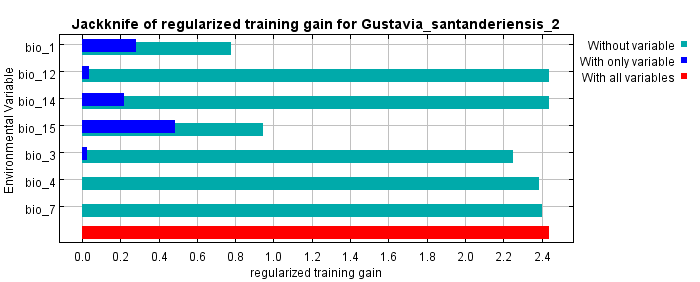 Jackknife of regularized training gain for Gustavia_santanderiensis_2
Environmental Variable
bio_1
bio_12
bio_14
bio_15
bio_3
bio_4
bio_7
Without variable
With only variable
With all variables
0.0 0.2 0.4 0.6 0.8 1.0 1.2 1.4 1.6 1.8 2.0 2.2 2.4
regularized training gain